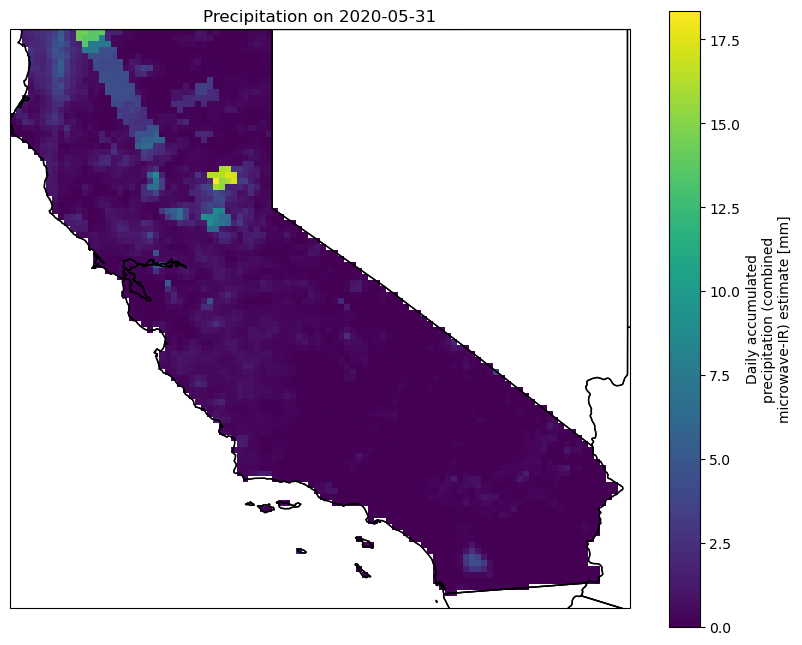 Precipitation on 2020-05-31
17.5
15.0
12.5
10.0
7.5
5.0
2.5
0.0
Daily accumulated
precipitation (combined
microwave-IR) estimate [mm]